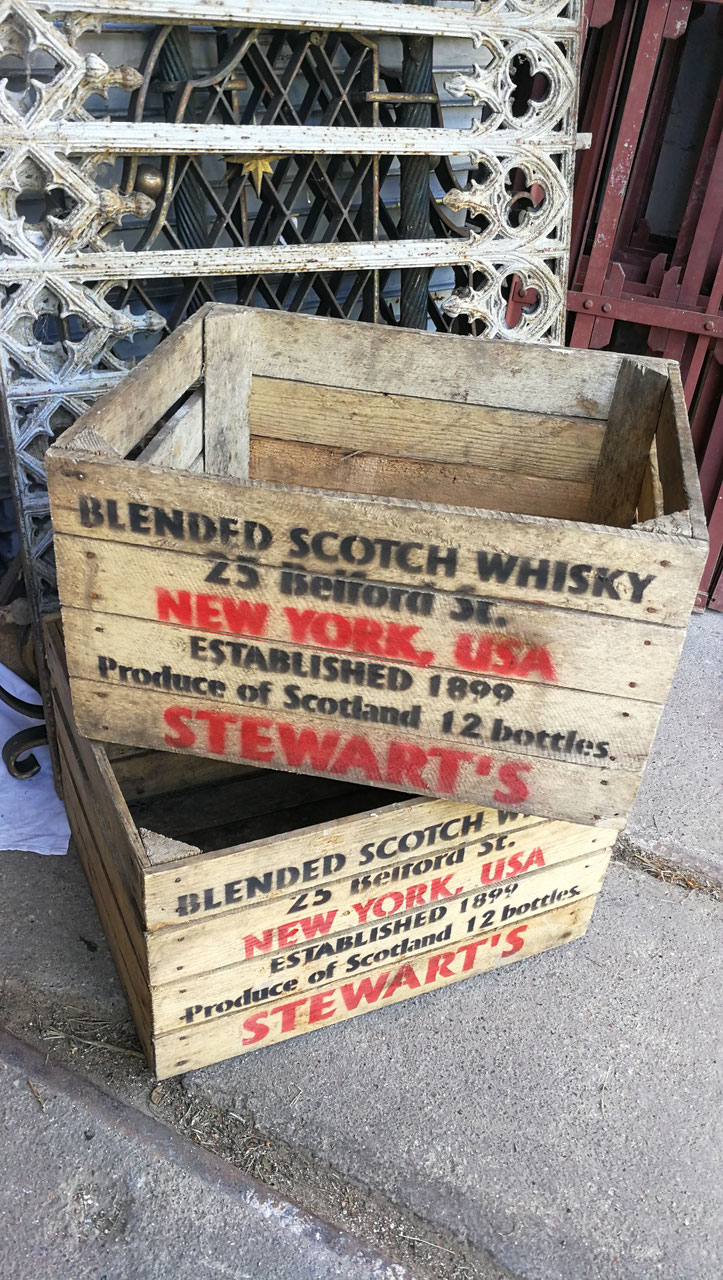 BLENDED SCOTCH WHISKY
25 Belford St.
NEW YORK, USA
ESTABLISHED 1899
Produce of Scotland 12 bottles.
STEWART'S
BLENDED SCOTCH
25 Belford St.
NEW YORK, USA
ESTABLISHED 1899
Produce of Scotland 12 bottles.
STEWART'S